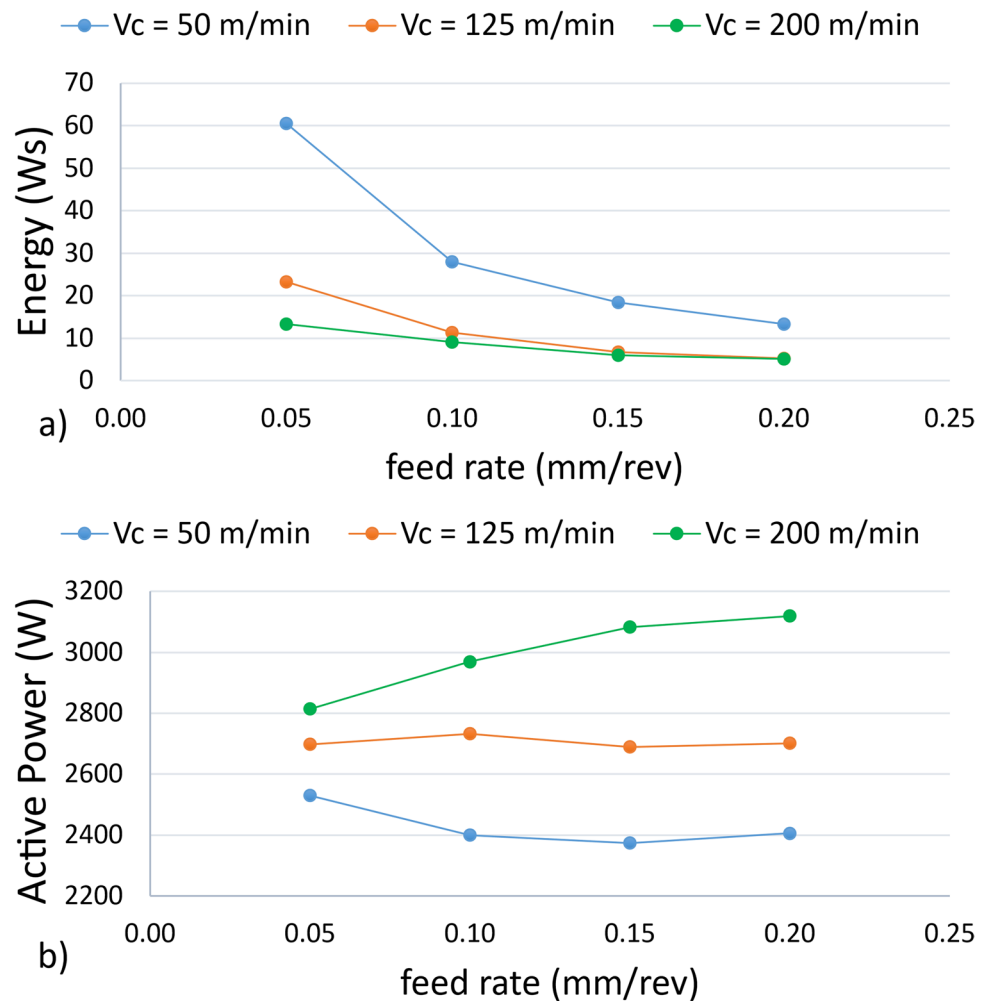 Vc = 50 m/min Vc = 125 m/min Vc = 200 m/min
70
60
50
40
30
20
10
0
Energy (Ws)
0.00 0.05 0.10 0.15 0.20 0.25
a)
feed rate (mm/rev)
Vc = 50 m/min Vc = 125 m/min Vc = 200 m/min
3200
3000
2800
2600
2400
2200
Active Power (W)
0.00 0.05 0.10 0.15 0.20 0.25
b)
feed rate (mm/rev)